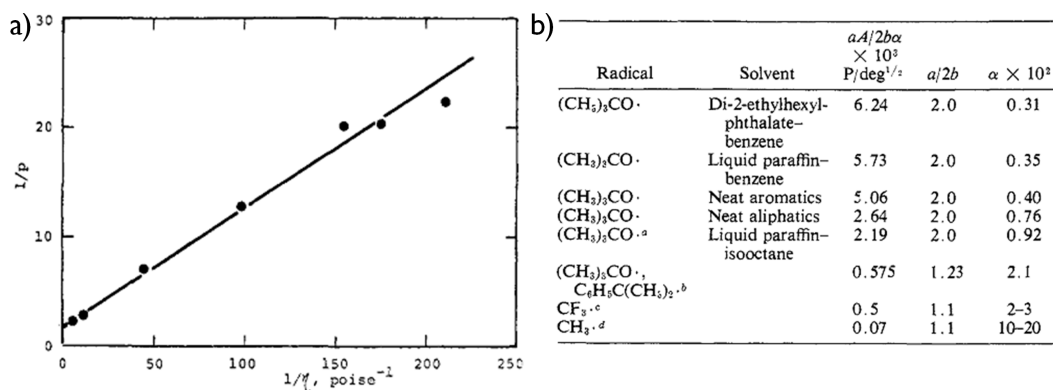 a)
30
20
10
0
1/p
0 50 100 150 200 250
1/η, poise⁻¹
b)
aA/2bα
× 10³
Radical Solvent P/deg^1/2 a/2b α × 10²
(CH₃)₃CO· Di-2-ethylhexyl- 6.24 2.0 0.31
phthalate–
benzene
(CH₃)₃CO· Liquid paraffin– 5.73 2.0 0.35
benzene
(CH₃)₃CO· Neat aromatics 5.06 2.0 0.40
(CH₃)₃CO· Neat aliphatics 2.64 2.0 0.76
(CH₃)₃CO·ᵃ Liquid paraffin– 2.19 2.0 0.92
isooctane
(CH₃)₃CO·, 0.575 1.23 2.1
C₆H₅C(CH₃)₂·ᵇ
CF₃·ᶜ 0.5 1.1 2–3
CH₃·ᵈ 0.07 1.1 10–20